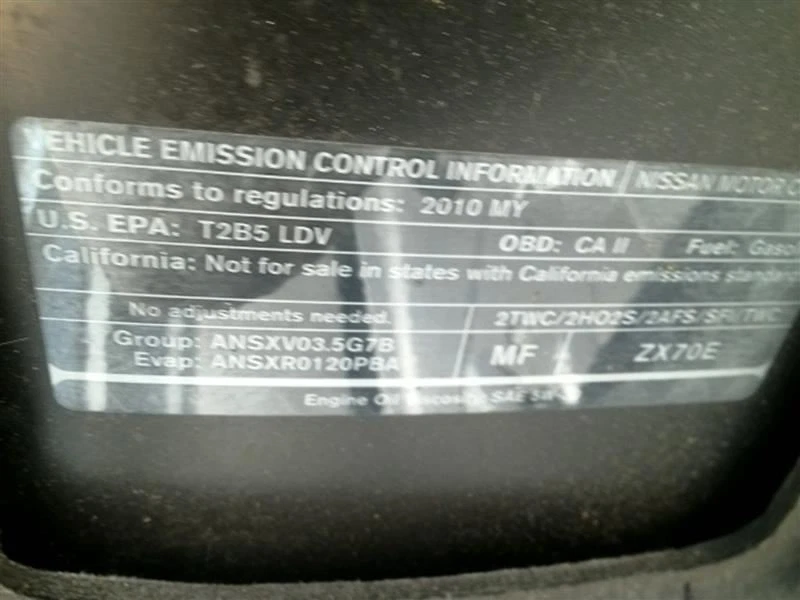 VEHICLE EMISSION CONTROL INFORMATION / NISSAN MOTOR
Conforms to regulations: 2010 MY
U.S. EPA: T2B5 LDV OBD: CA II Fuel:
California: Not for sale in states with California emissions
No adjustments needed. 2TWC/2HO2S/2AFS/SFI/TWC
Group: ANSXV03.5G7B MF ZX70E
Evap: ANSXR0120PBA
Engine Oil Viscosity SAE